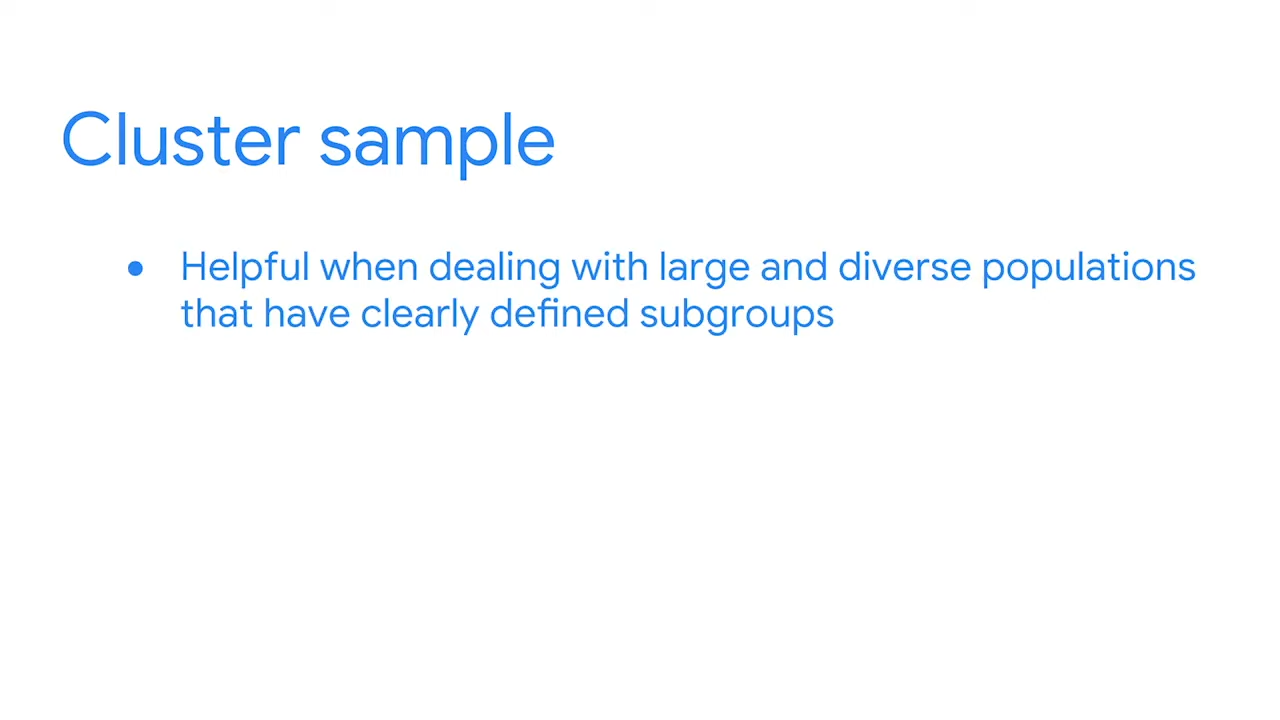 Cluster sample
● Helpful when dealing with large and diverse populations
that have clearly defined subgroups